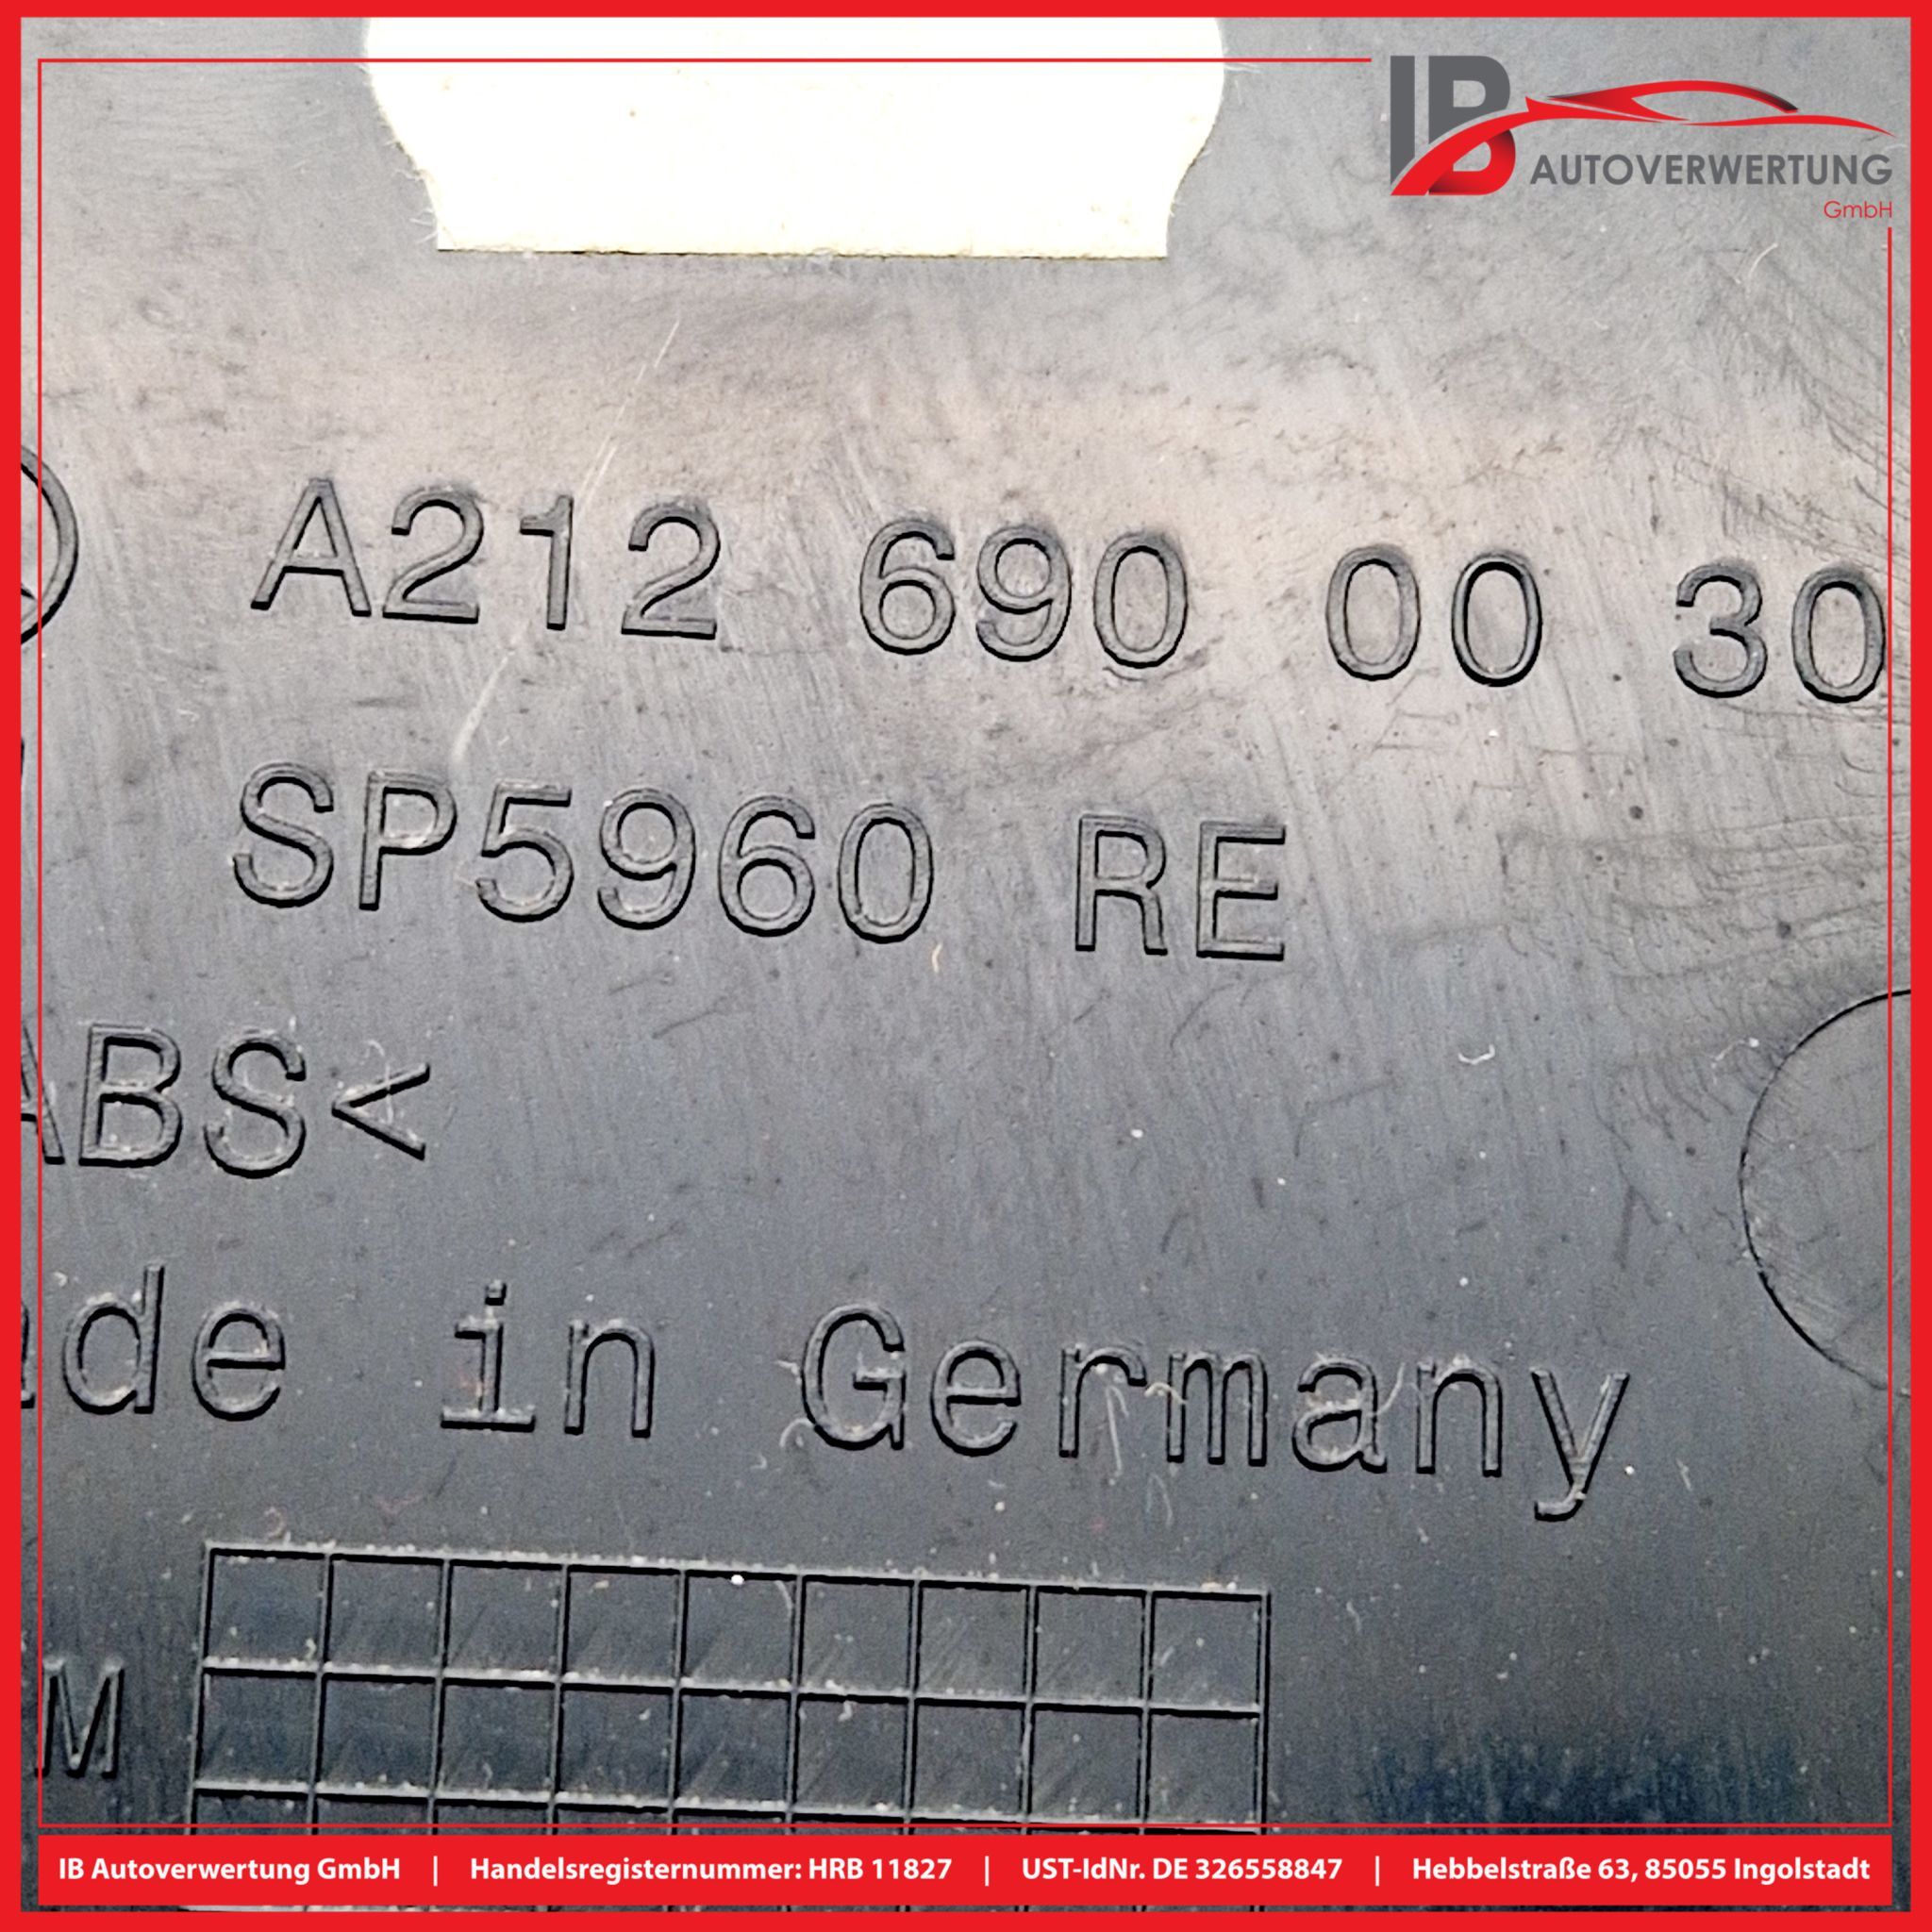 IB
AUTOVERWERTUNG
GmbH
A212 690 00 30
SP5960 RE
ABS<
in Germany
M
IB Autoverwertung GmbH | Handelsregisternummer: HRB 11827 | UST-IdNr. DE 326558847 | Hebbelstraße 63, 85055 Ingolstadt